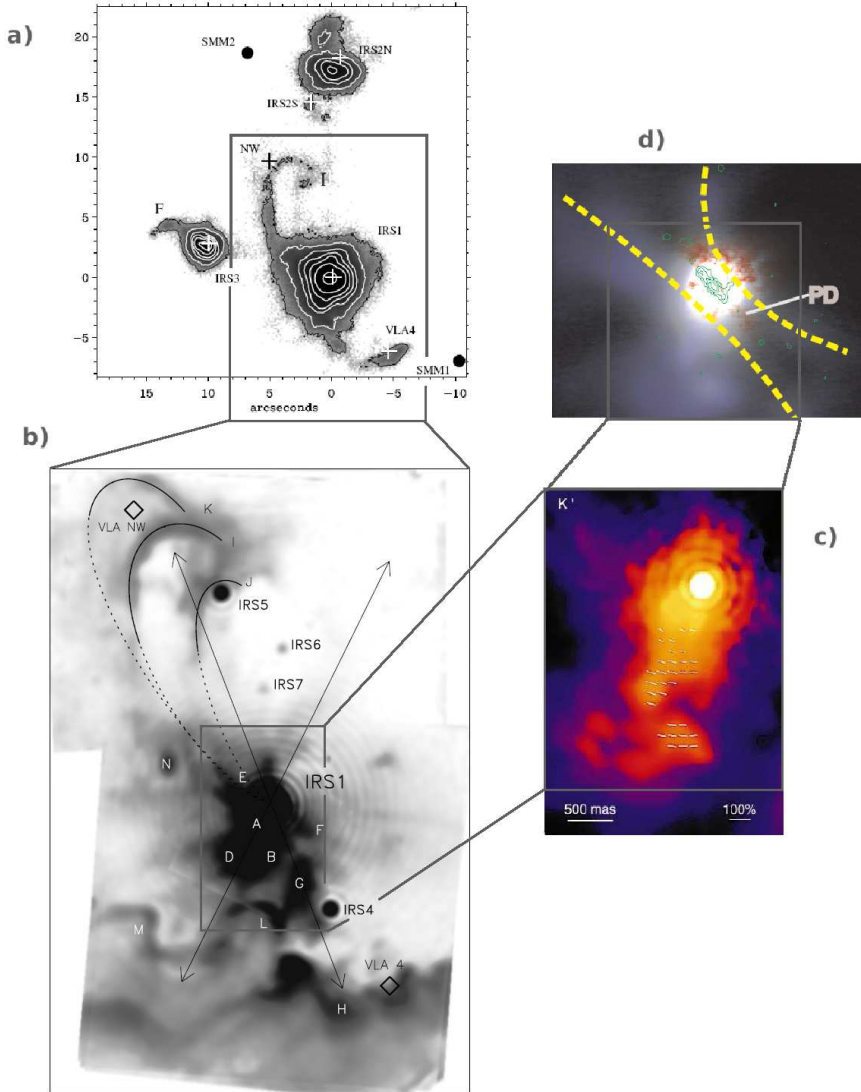 a)
20
15
10
5
0
−5
SMM2
IRS2N
IRS2S
NW
I
F
IRS1
IRS3
VLA4
SMM1
15
10
5
0
−5
−10
arcseconds
d)
PD
b)
K
VLA NW
I
J
IRS5
IRS6
IRS7
N
E
IRS1
A
F
D
B
G
IRS4
L
M
VLA 4
H
c)
K'
500 mas
100%